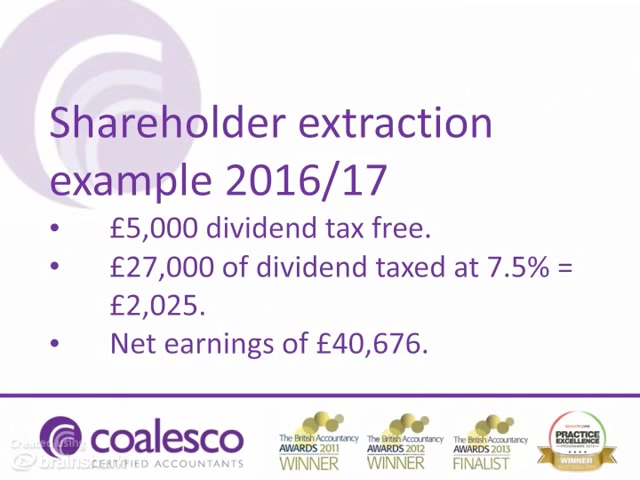 Shareholder extraction
example 2016/17
• £5,000 dividend tax free.
• £27,000 of dividend taxed at 7.5% =
£2,025.
• Net earnings of £40,676.
coalesco
CERTIFIED ACCOUNTANTS
Created using
The British Accountancy
AWARDS 2011
WINNER
The British Accountancy
AWARDS 2012
WINNER
The British Accountancy
AWARDS 2013
FINALIST
PRACTICE
EXCELLENCE
WINNER